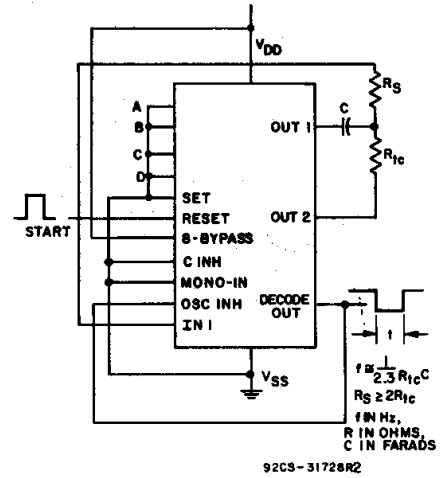 VDD
RS
A
B
C
D
OUT 1
C
Rtc
SET
RESET
START
8-BYPASS
OUT 2
C INH
MONO-IN
OSC INH
DECODE
OUT
IN 1
t
VSS
f ≅ 1
2.3 RtcC
RS ≥ 2Rtc
f IN Hz,
R IN OHMS,
C IN FARADS
92CS-31728R2